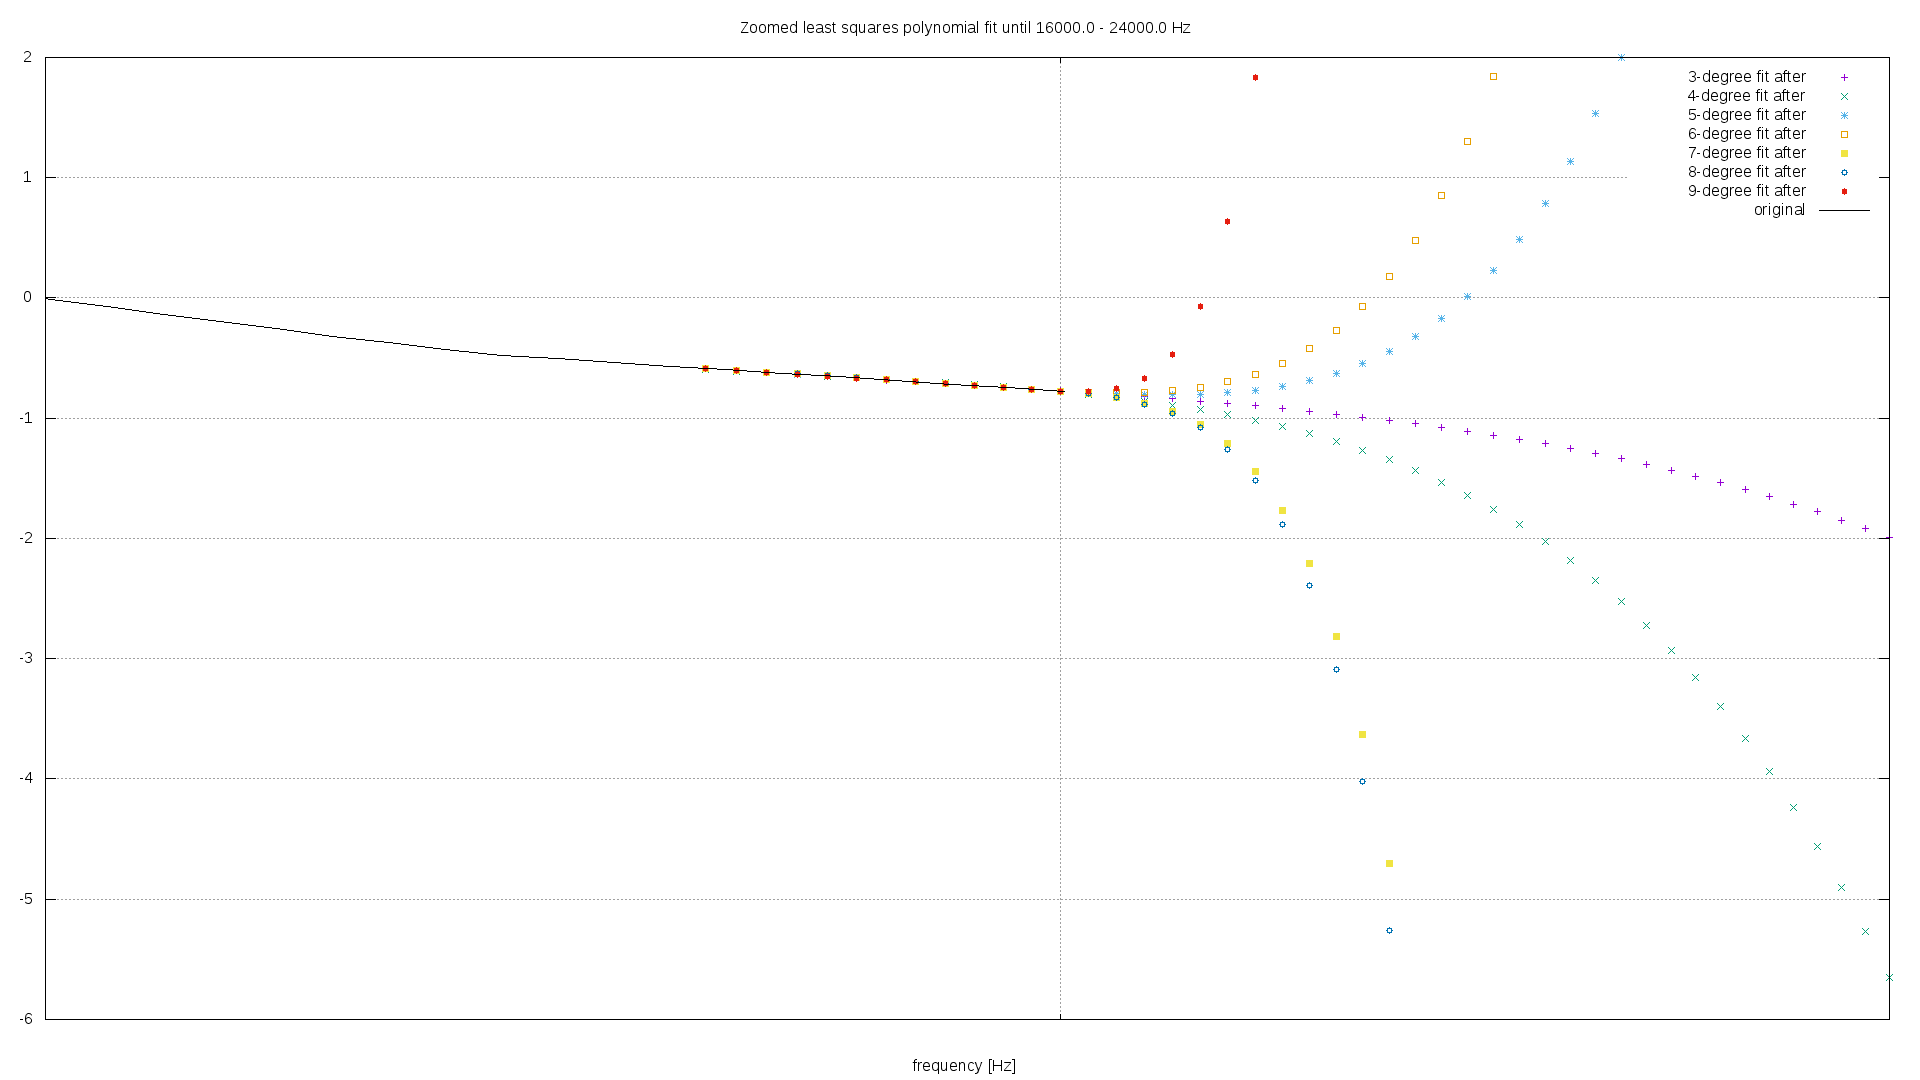 Zoomed least squares polynomial fit until 16000.0 - 24000.0 Hz
2
1
0
-1
-2
-3
-4
-5
-6
3-degree fit after
4-degree fit after
5-degree fit after
6-degree fit after
7-degree fit after
8-degree fit after
9-degree fit after
original
frequency [Hz]